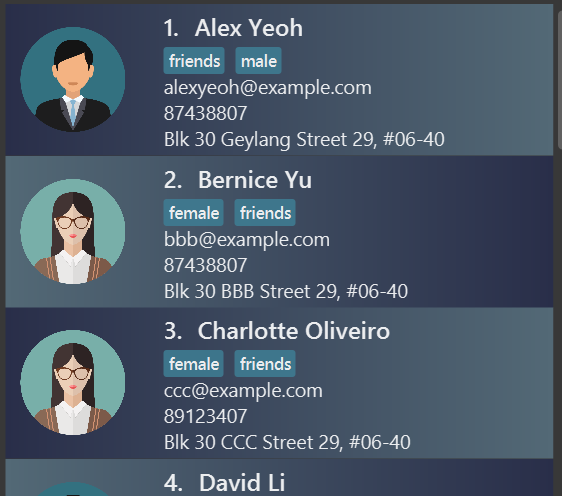 1. Alex Yeoh
friends male
alexyeoh@example.com
87438807
Blk 30 Geylang Street 29, #06-40
2. Bernice Yu
female friends
bbb@example.com
87438807
Blk 30 BBB Street 29, #06-40
3. Charlotte Oliveiro
female friends
ccc@example.com
89123407
Blk 30 CCC Street 29, #06-40
4. David Li